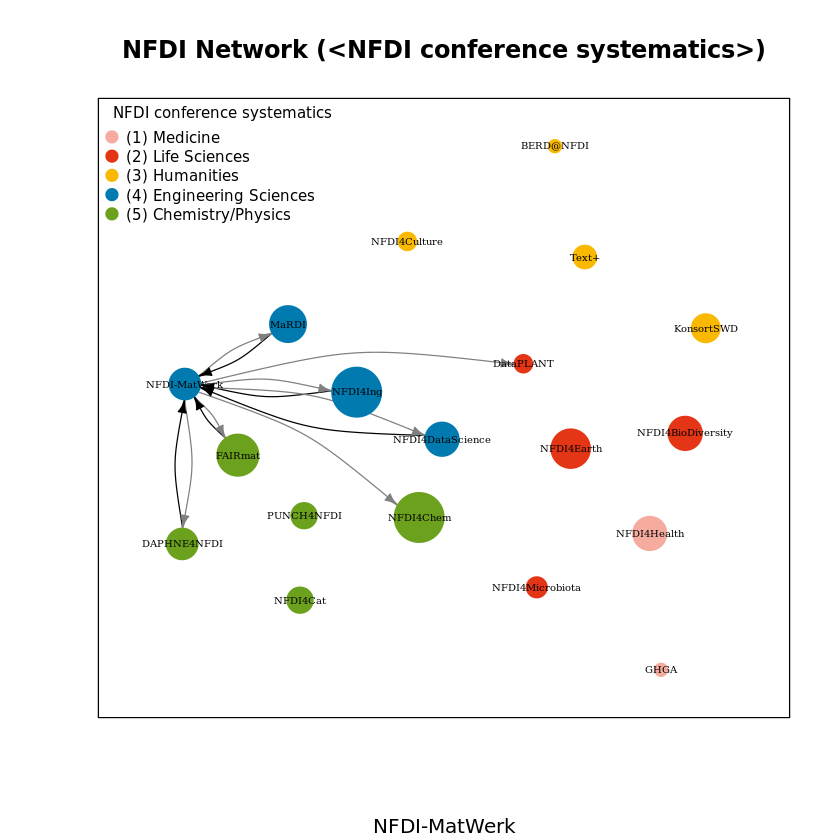 NFDI Network (<NFDI conference systematics>)
NFDI conference systematics
(1) Medicine
(2) Life Sciences
(3) Humanities
(4) Engineering Sciences
(5) Chemistry/Physics
BERD@NFDI
NFDI4Culture
Text+
MaRDI
KonsortSWD
DataPLANT
NFDI-MatWerk
NFDI4Ing
NFDI4DataScience
NFDI4BioDiversity
NFDI4Earth
FAIRmat
PUNCH4NFDI
NFDI4Chem
NFDI4Health
DAPHNE4NFDI
NFDI4Microbiota
NFDI4Cat
GHGA
NFDI-MatWerk